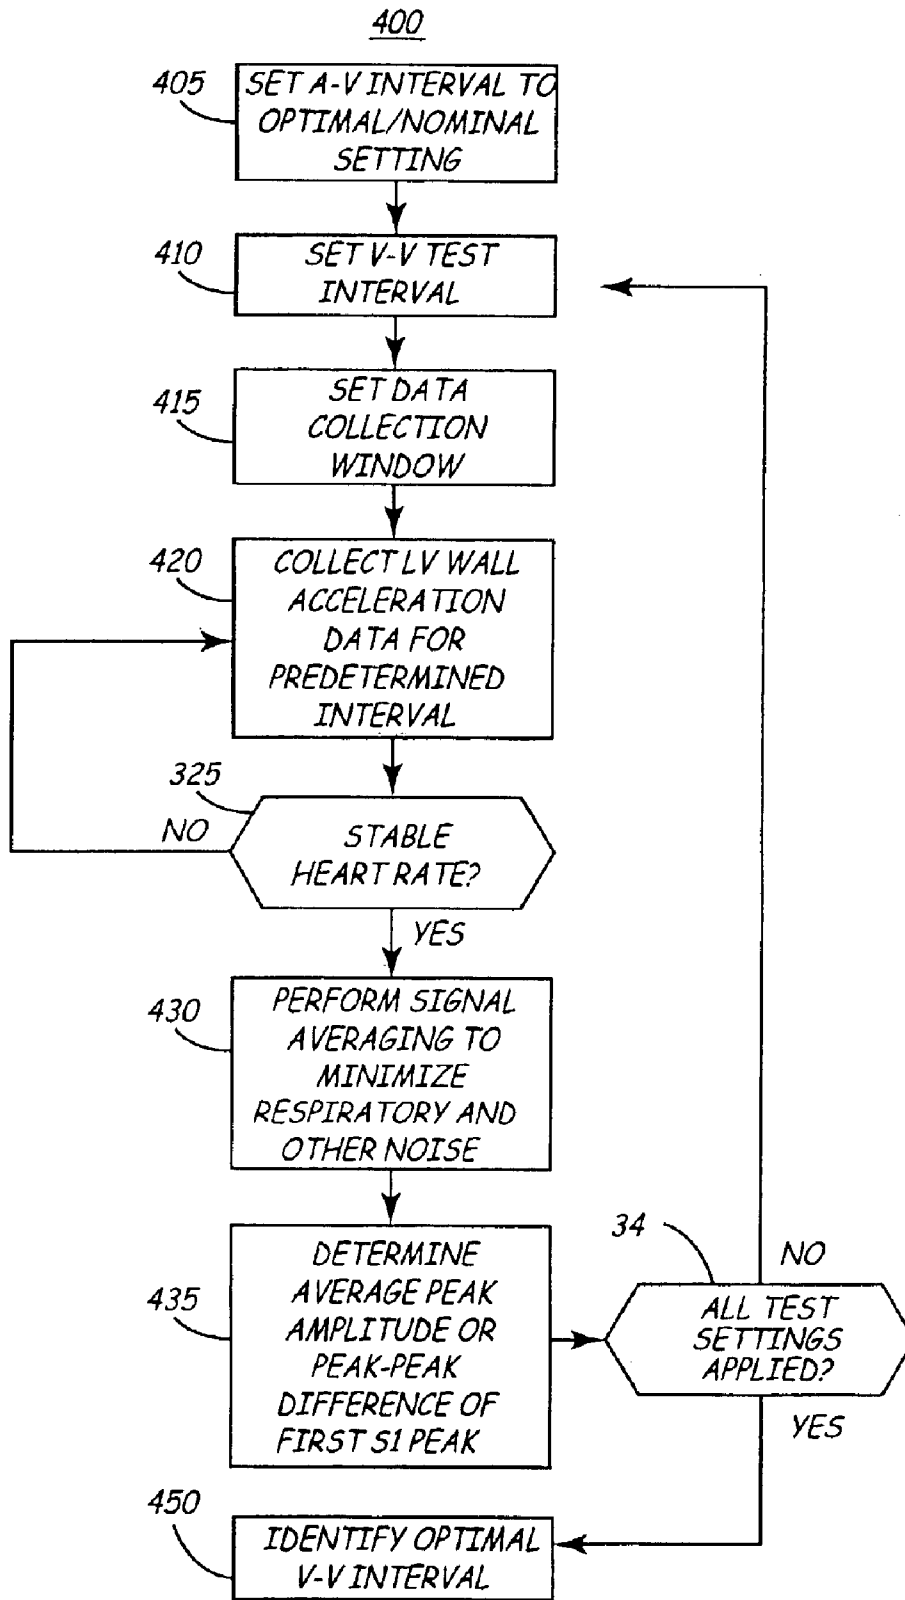 400
405
SET A-V INTERVAL TO
OPTIMAL/NOMINAL
SETTING
410
SET V-V TEST
INTERVAL
415
SET DATA
COLLECTION
WINDOW
420
COLLECT LV WALL
ACCELERATION
DATA FOR
PREDETERMINED
INTERVAL
325
NO
STABLE
HEART RATE?
YES
430
PERFORM SIGNAL
AVERAGING TO
MINIMIZE
RESPIRATORY AND
OTHER NOISE
435
DETERMINE
AVERAGE PEAK
AMPLITUDE OR
PEAK-PEAK
DIFFERENCE OF
FIRST S1 PEAK
34
NO
ALL TEST
SETTINGS
APPLIED?
YES
450
IDENTIFY OPTIMAL
V-V INTERVAL